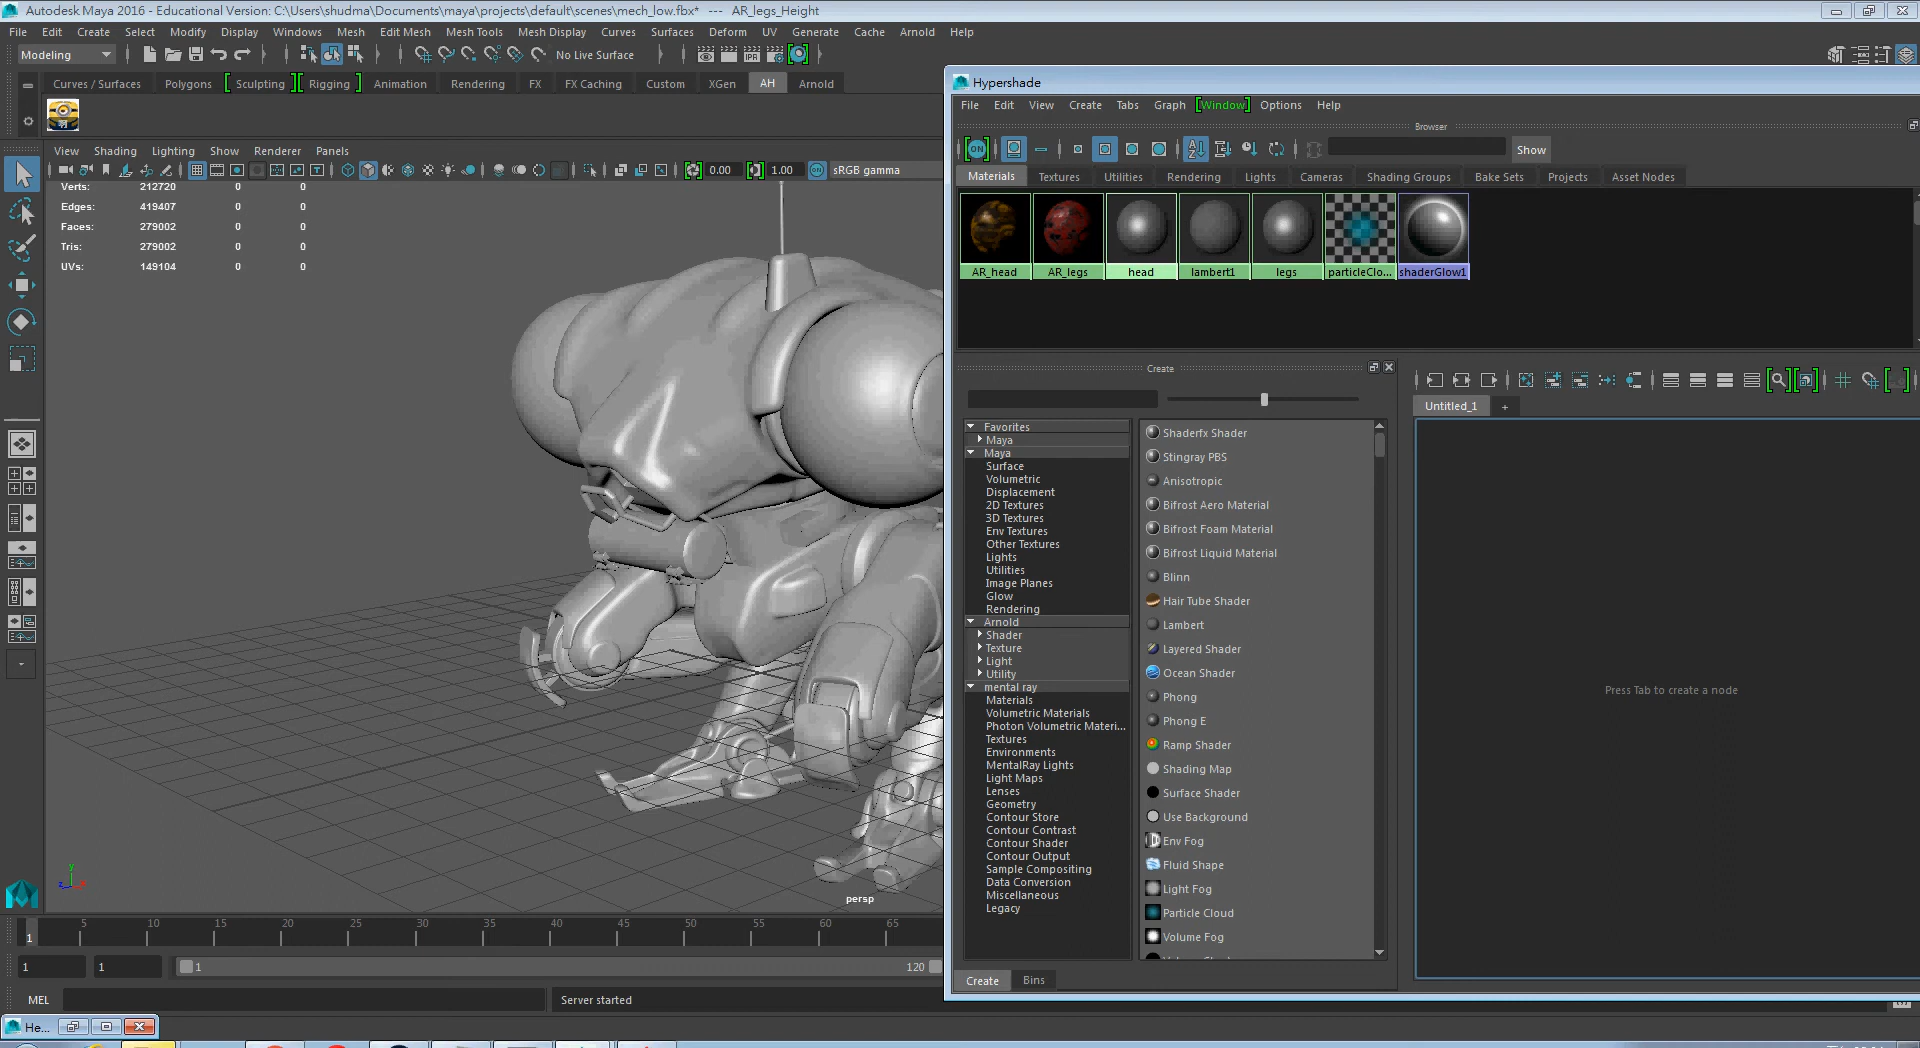 Autodesk Maya 2016 - Educational Version: C:\Users\shudma\Documents\maya\projects\default\scenes\mech_low.fbx*   ---   AR_legs_Height
File Edit Create Select Modify Display Windows Mesh Edit Mesh Mesh Tools Mesh Display Curves Surfaces Deform UV Generate Cache Arnold Help
Modeling
No Live Surface
Curves / Surfaces Polygons Sculpting Rigging Animation Rendering FX FX Caching Custom XGen AH Arnold
View Shading Lighting Show Renderer Panels
0.00 1.00 sRGB gamma
Verts: 212720 0 0
Edges: 419407 0 0
Faces: 279002 0 0
Tris: 279002 0 0
UVs: 149104 0 0
persp
1 5 10 15 20 25 30 35 40 45 50 55 60 65
1 1 1 120
MEL
Server started
He...
Hypershade
File Edit View Create Tabs Graph [Window] Options Help
Browser
ON
Show
Materials Textures Utilities Rendering Lights Cameras Shading Groups Bake Sets Projects Asset Nodes
AR_head AR_legs head lambert1 legs particleClo... shaderGlow1
Create
Favorites
Maya
Maya
Surface
Volumetric
Displacement
2D Textures
3D Textures
Env Textures
Other Textures
Lights
Utilities
Image Planes
Glow
Rendering
Arnold
Shader
Texture
Light
Utility
mental ray
Materials
Volumetric Materials
Photon Volumetric Materi...
Textures
Environments
MentalRay Lights
Light Maps
Lenses
Geometry
Contour Store
Contour Contrast
Contour Shader
Contour Output
Sample Compositing
Data Conversion
Miscellaneous
Legacy
Shaderfx Shader
Stingray PBS
Anisotropic
Bifrost Aero Material
Bifrost Foam Material
Bifrost Liquid Material
Blinn
Hair Tube Shader
Lambert
Layered Shader
Ocean Shader
Phong
Phong E
Ramp Shader
Shading Map
Surface Shader
Use Background
Env Fog
Fluid Shape
Light Fog
Particle Cloud
Volume Fog
Create Bins
Untitled_1 +
Press Tab to create a node